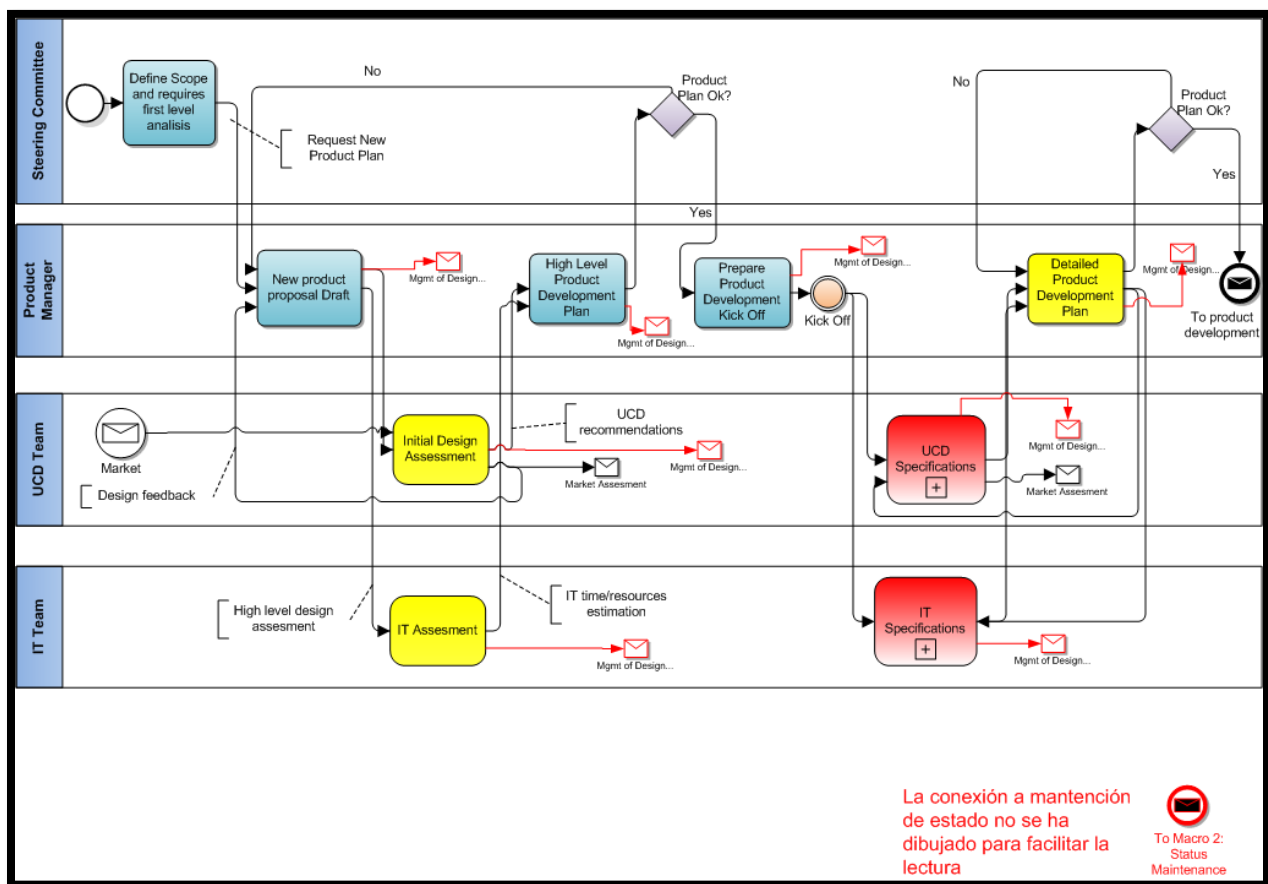 Steering Committee
Define Scope
and requires
first level
analisis
Request New
Product Plan
No
Product
Plan Ok?
Yes
No
Product
Plan Ok?
Yes
Product
Manager
New product
proposal Draft
Mgmt of Design...
High Level
Product
Development
Plan
Mgmt of Design...
Prepare
Product
Development
Kick Off
Mgmt of Design...
Kick Off
Detailed
Product
Development
Plan
Mgmt of Design...
To product
development
UCD Team
Market
Design feedback
Initial Design
Assessment
UCD
recommendations
Mgmt of Design...
Market Assesment
UCD
Specifications
Mgmt of Design...
Market Assesment
IT Team
High level design
assesment
IT Assesment
IT time/resources
estimation
Mgmt of Design...
IT
Specifications
Mgmt of Design...
La conexión a mantención
de estado no se ha
dibujado para facilitar la
lectura
To Macro 2:
Status
Maintenance